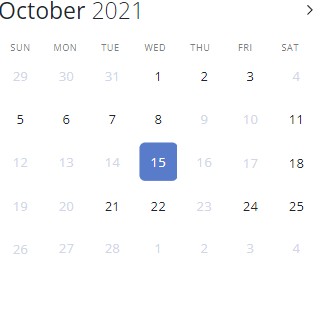 October 2021
SUN MON TUE WED THU FRI SAT
29 30 31 1 2 3 4
5 6 7 8 9 10 11
12 13 14 15 16 17 18
19 20 21 22 23 24 25
26 27 28 1 2 3 4